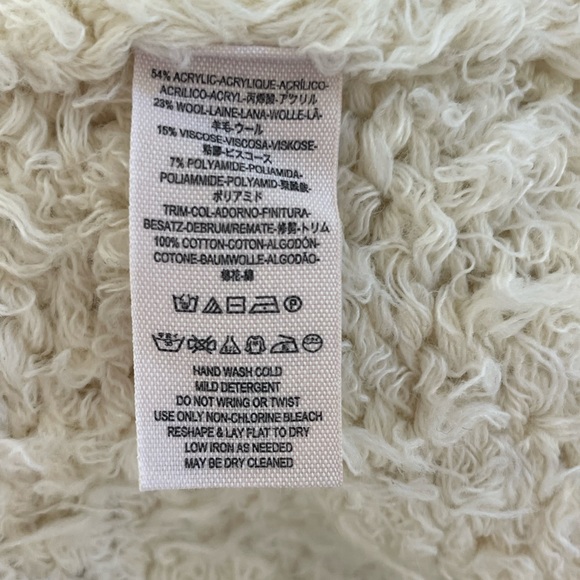 54% ACRYLIC-ACRYLIQUE-ACRÍLICO-
ACRILICO-ACRYL-丙烯酸-アクリル
23% WOOL-LAINE-LANA-WOLLE-LÃ-
羊毛-ウール
15% VISCOSE-VISCOSA-VISKOSE-
粘膠-ビスコース
7% POLYAMIDE-POLIAMIDA-
POLIAMMIDE-POLYAMID-聚酰胺-
ポリアミド
TRIM-COL-ADORNO-FINITURA-
BESATZ-DEBRUM/REMATE-修剪-トリム
100% COTTON-COTON-ALGODÓN-
COTONE-BAUMWOLLE-ALGODÃO-
棉花-綿
HAND WASH COLD
MILD DETERGENT
DO NOT WRING OR TWIST
USE ONLY NON-CHLORINE BLEACH
RESHAPE & LAY FLAT TO DRY
LOW IRON AS NEEDED
MAY BE DRY CLEANED